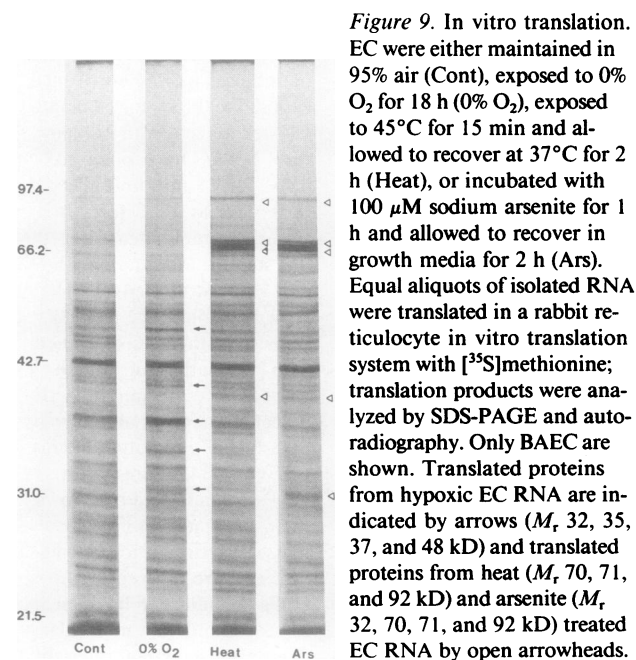 97.4-
66.2-
42.7-
31.0-
21.5-
Cont 0% O₂ Heat Ars
Figure 9. In vitro translation.
EC were either maintained in
95% air (Cont), exposed to 0%
O₂ for 18 h (0% O₂), exposed
to 45°C for 15 min and al-
lowed to recover at 37°C for 2
h (Heat), or incubated with
100 μM sodium arsenite for 1
h and allowed to recover in
growth media for 2 h (Ars).
Equal aliquots of isolated RNA
were translated in a rabbit re-
ticulocyte in vitro translation
system with [³⁵S]methionine;
translation products were ana-
lyzed by SDS-PAGE and auto-
radiography. Only BAEC are
shown. Translated proteins
from hypoxic EC RNA are in-
dicated by arrows (Mᵣ 32, 35,
37, and 48 kD) and translated
proteins from heat (Mᵣ 70, 71,
and 92 kD) and arsenite (Mᵣ
32, 70, 71, and 92 kD) treated
EC RNA by open arrowheads.